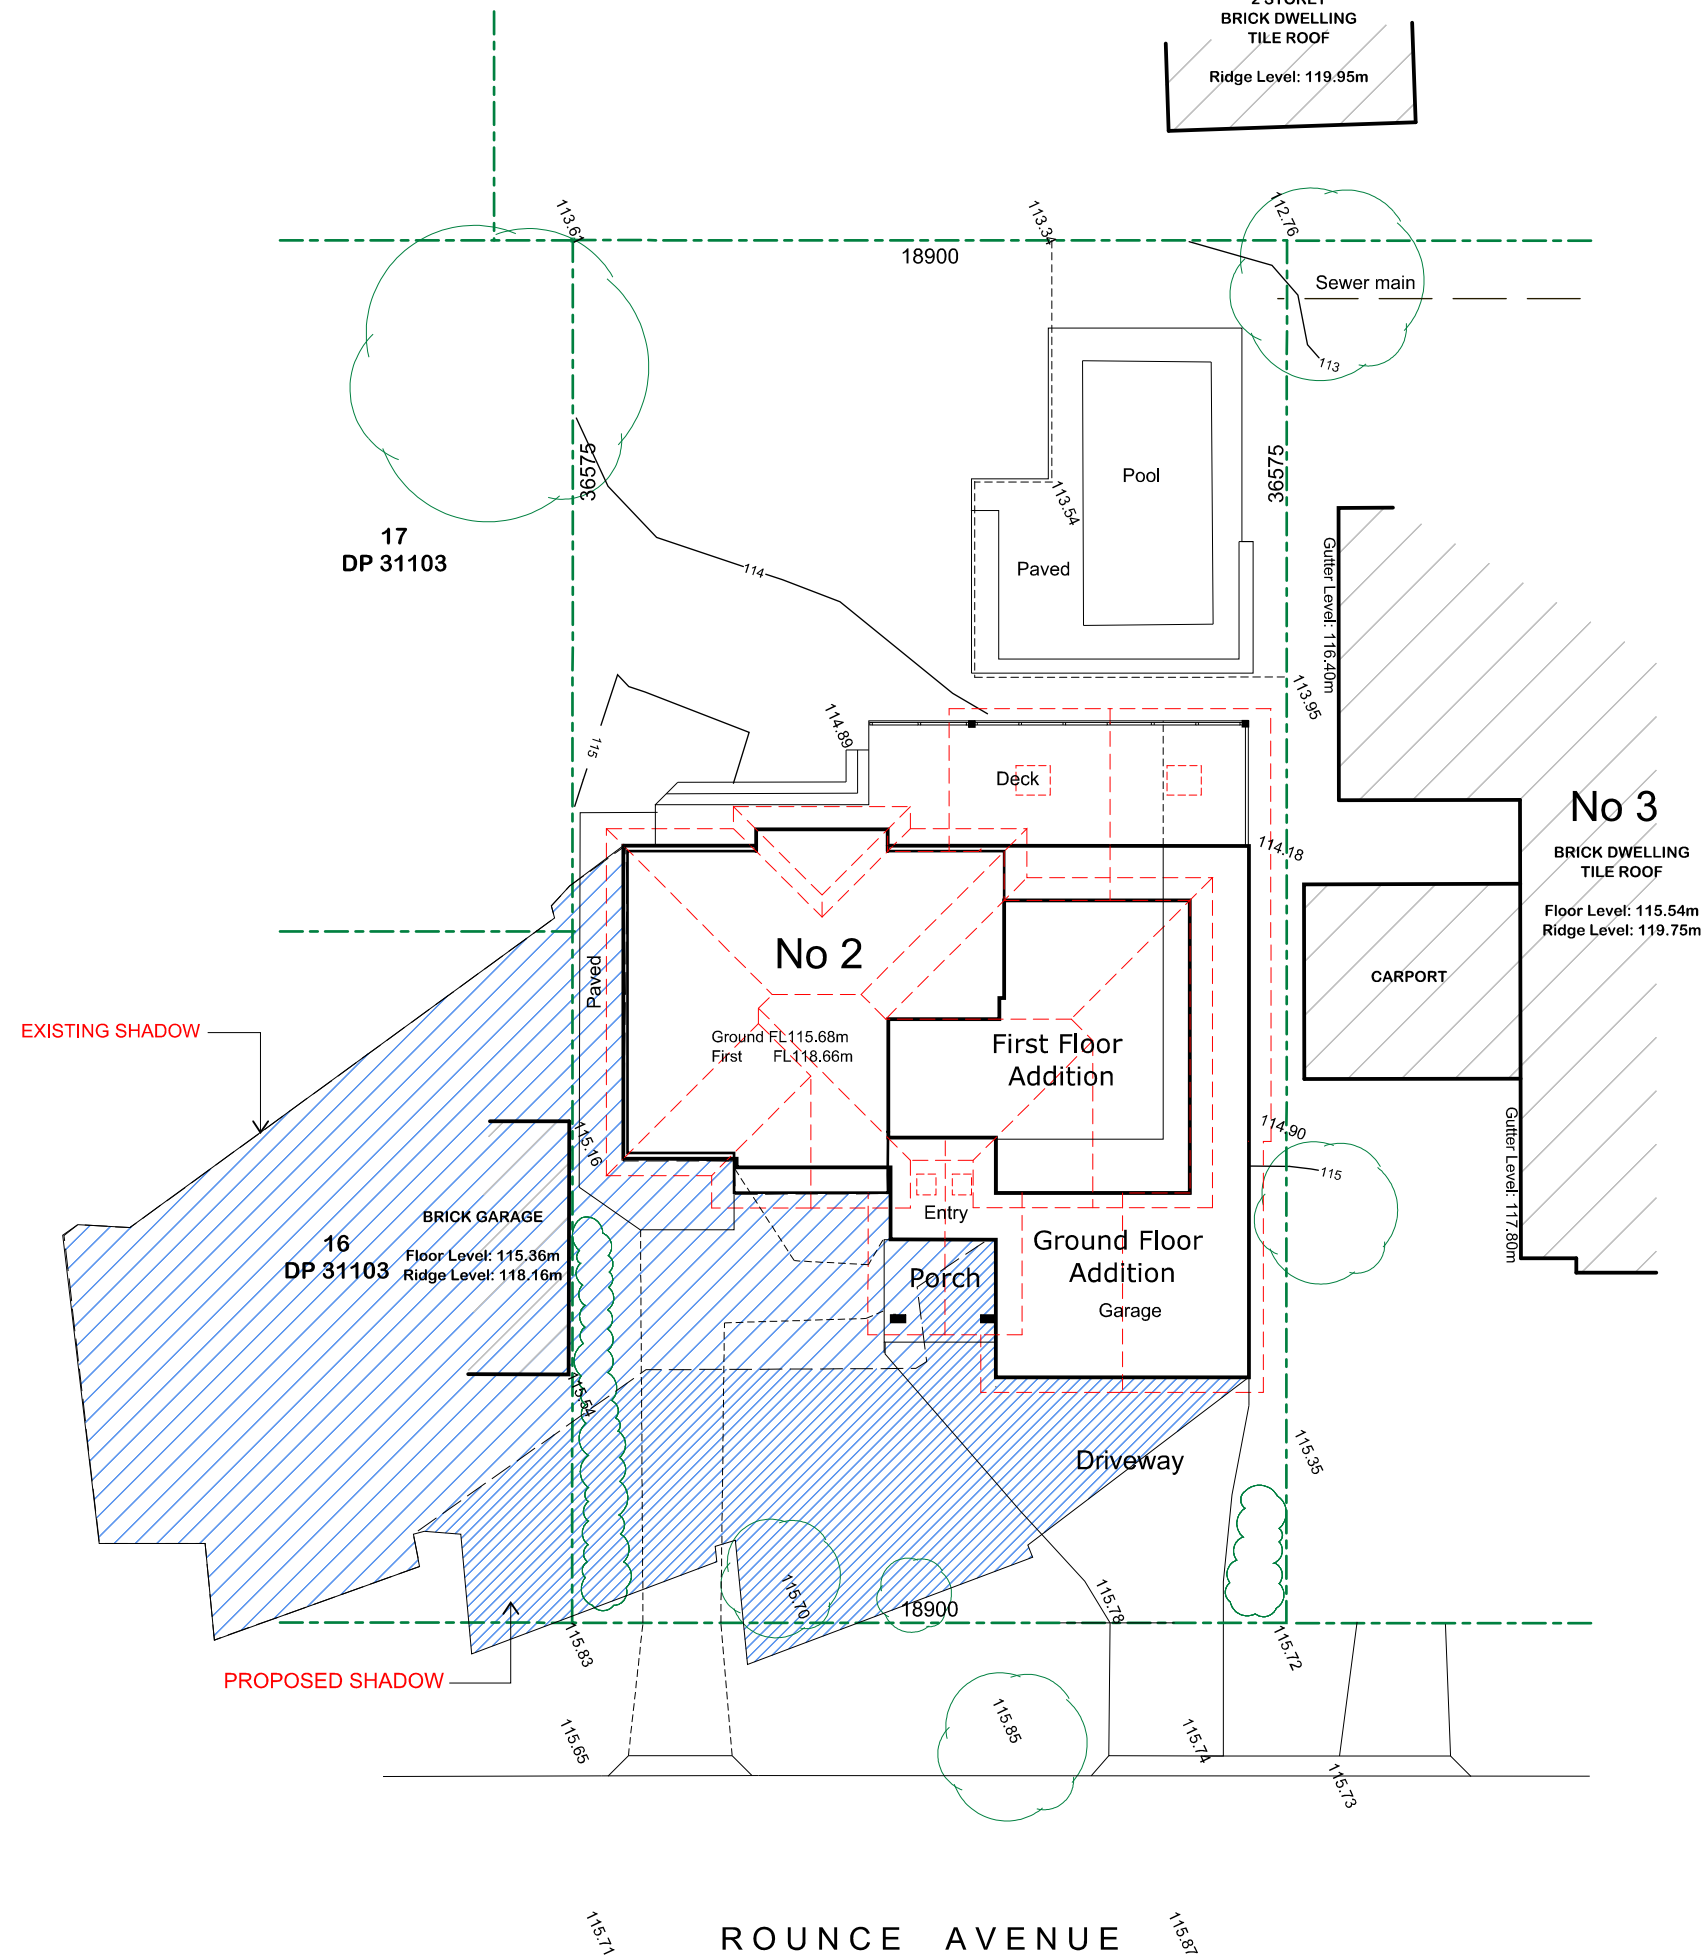 2 STOREY
BRICK DWELLING
TILE ROOF
Ridge Level: 119.95m
113.61
113.34
112.76
18900
Sewer main
113
36575
36575
Pool
113.54
17
DP 31103
114
Paved
Gutter Level: 116.40m
113.95
115
114.89
Deck
No 3
BRICK DWELLING
TILE ROOF
Floor Level: 115.54m
Ridge Level: 119.75m
114.18
No 2
Paved
CARPORT
EXISTING SHADOW
Ground FL115.68m
First FL118.66m
First Floor
Addition
115.16
114.90
115
Gutter Level: 117.80m
BRICK GARAGE
Floor Level: 115.36m
Ridge Level: 118.16m
16
DP 31103
Entry
Ground Floor
Addition
Porch
Garage
115.54
Driveway
115.35
115.70
115.78
18900
115.83
115.72
PROPOSED SHADOW
115.65
115.85
115.74
115.73
115.71
ROUNCE AVENUE
115.87